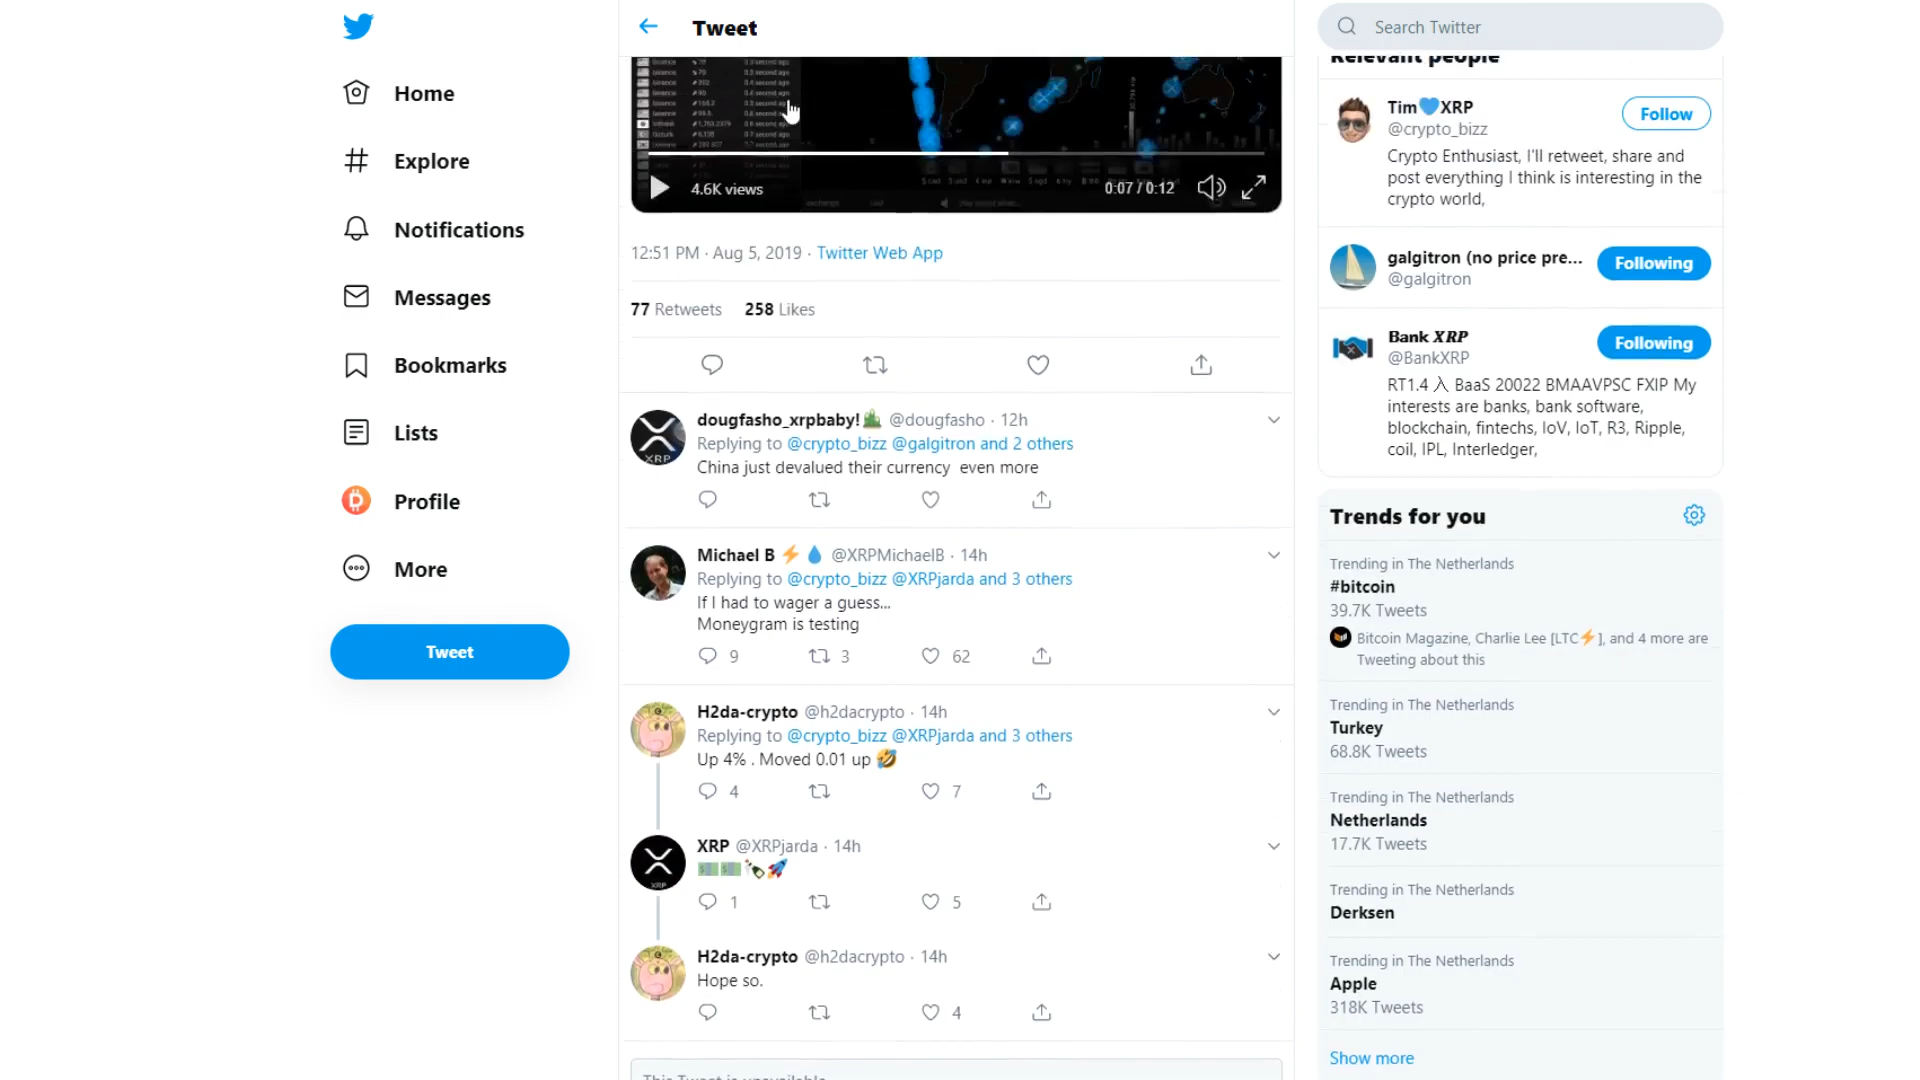 Home
Explore
Notifications
Messages
Bookmarks
Lists
Profile
More
Tweet
Tweet
4.6K views
0:07 / 0:12
12:51 PM · Aug 5, 2019 · Twitter Web App
77 Retweets 258 Likes
dougfasho_xrpbaby! @dougfasho · 12h
Replying to @crypto_bizz @galgitron and 2 others
China just devalued their currency even more
Michael B @XRPMichaelB · 14h
Replying to @crypto_bizz @XRPjarda and 3 others
If I had to wager a guess...
Moneygram is testing
9 3 62
H2da-crypto @h2dacrypto · 14h
Replying to @crypto_bizz @XRPjarda and 3 others
Up 4% . Moved 0.01 up
4 7
XRP @XRPjarda · 14h
1 5
H2da-crypto @h2dacrypto · 14h
Hope so.
4
This Tweet is unavailable
Search Twitter
Relevant people
Tim XRP
@crypto_bizz
Follow
Crypto Enthusiast, I'll retweet, share and
post everything I think is interesting in the
crypto world,
galgitron (no price pre...
@galgitron
Following
Bank XRP
@BankXRP
Following
RT1.4 入 BaaS 20022 BMAAVPSC FXIP My
interests are banks, bank software,
blockchain, fintechs, IoV, IoT, R3, Ripple,
coil, IPL, Interledger,
Trends for you
Trending in The Netherlands
#bitcoin
39.7K Tweets
Bitcoin Magazine, Charlie Lee [LTC⚡], and 4 more are
Tweeting about this
Trending in The Netherlands
Turkey
68.8K Tweets
Trending in The Netherlands
Netherlands
17.7K Tweets
Trending in The Netherlands
Derksen
Trending in The Netherlands
Apple
318K Tweets
Show more